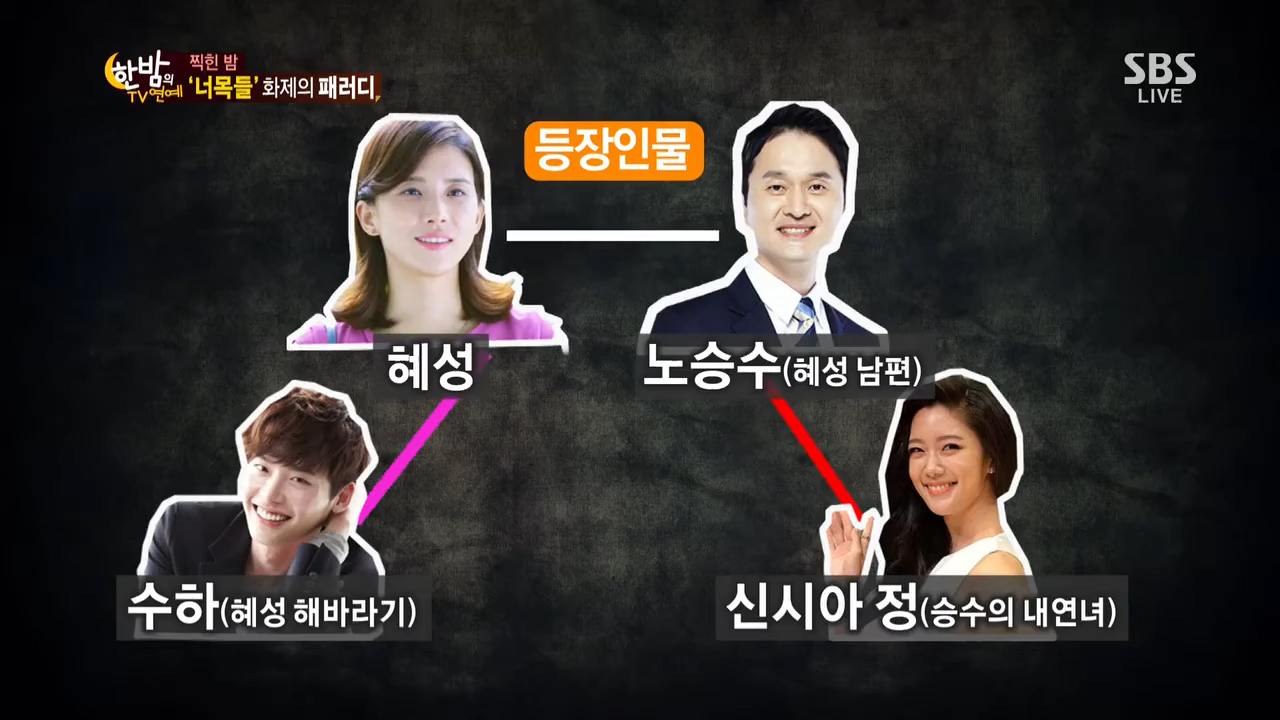 한밤의
TV연예
찍힌 밤
'너목들' 화제의 패러디
SBS
LIVE
등장인물
혜성
노승수(혜성 남편)
수하(혜성 해바라기)
신시아 정(승수의 내연녀)